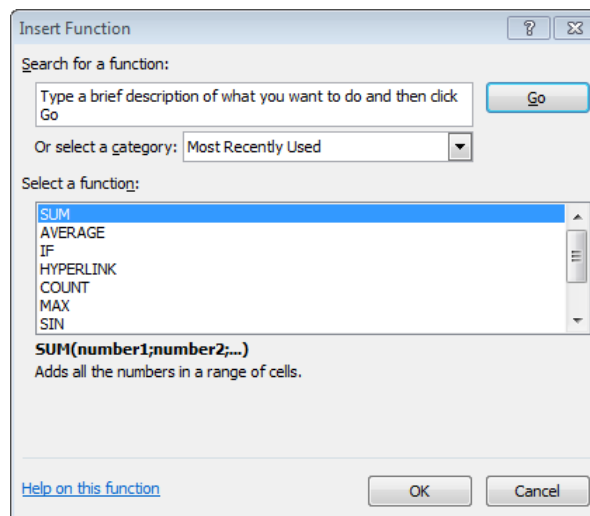 Insert Function
Search for a function:
Type a brief description of what you want to do and then click
Go
Go
Or select a category: Most Recently Used
Select a function:
SUM
AVERAGE
IF
HYPERLINK
COUNT
MAX
SIN
SUM(number1;number2;...)
Adds all the numbers in a range of cells.
Help on this function
OK
Cancel